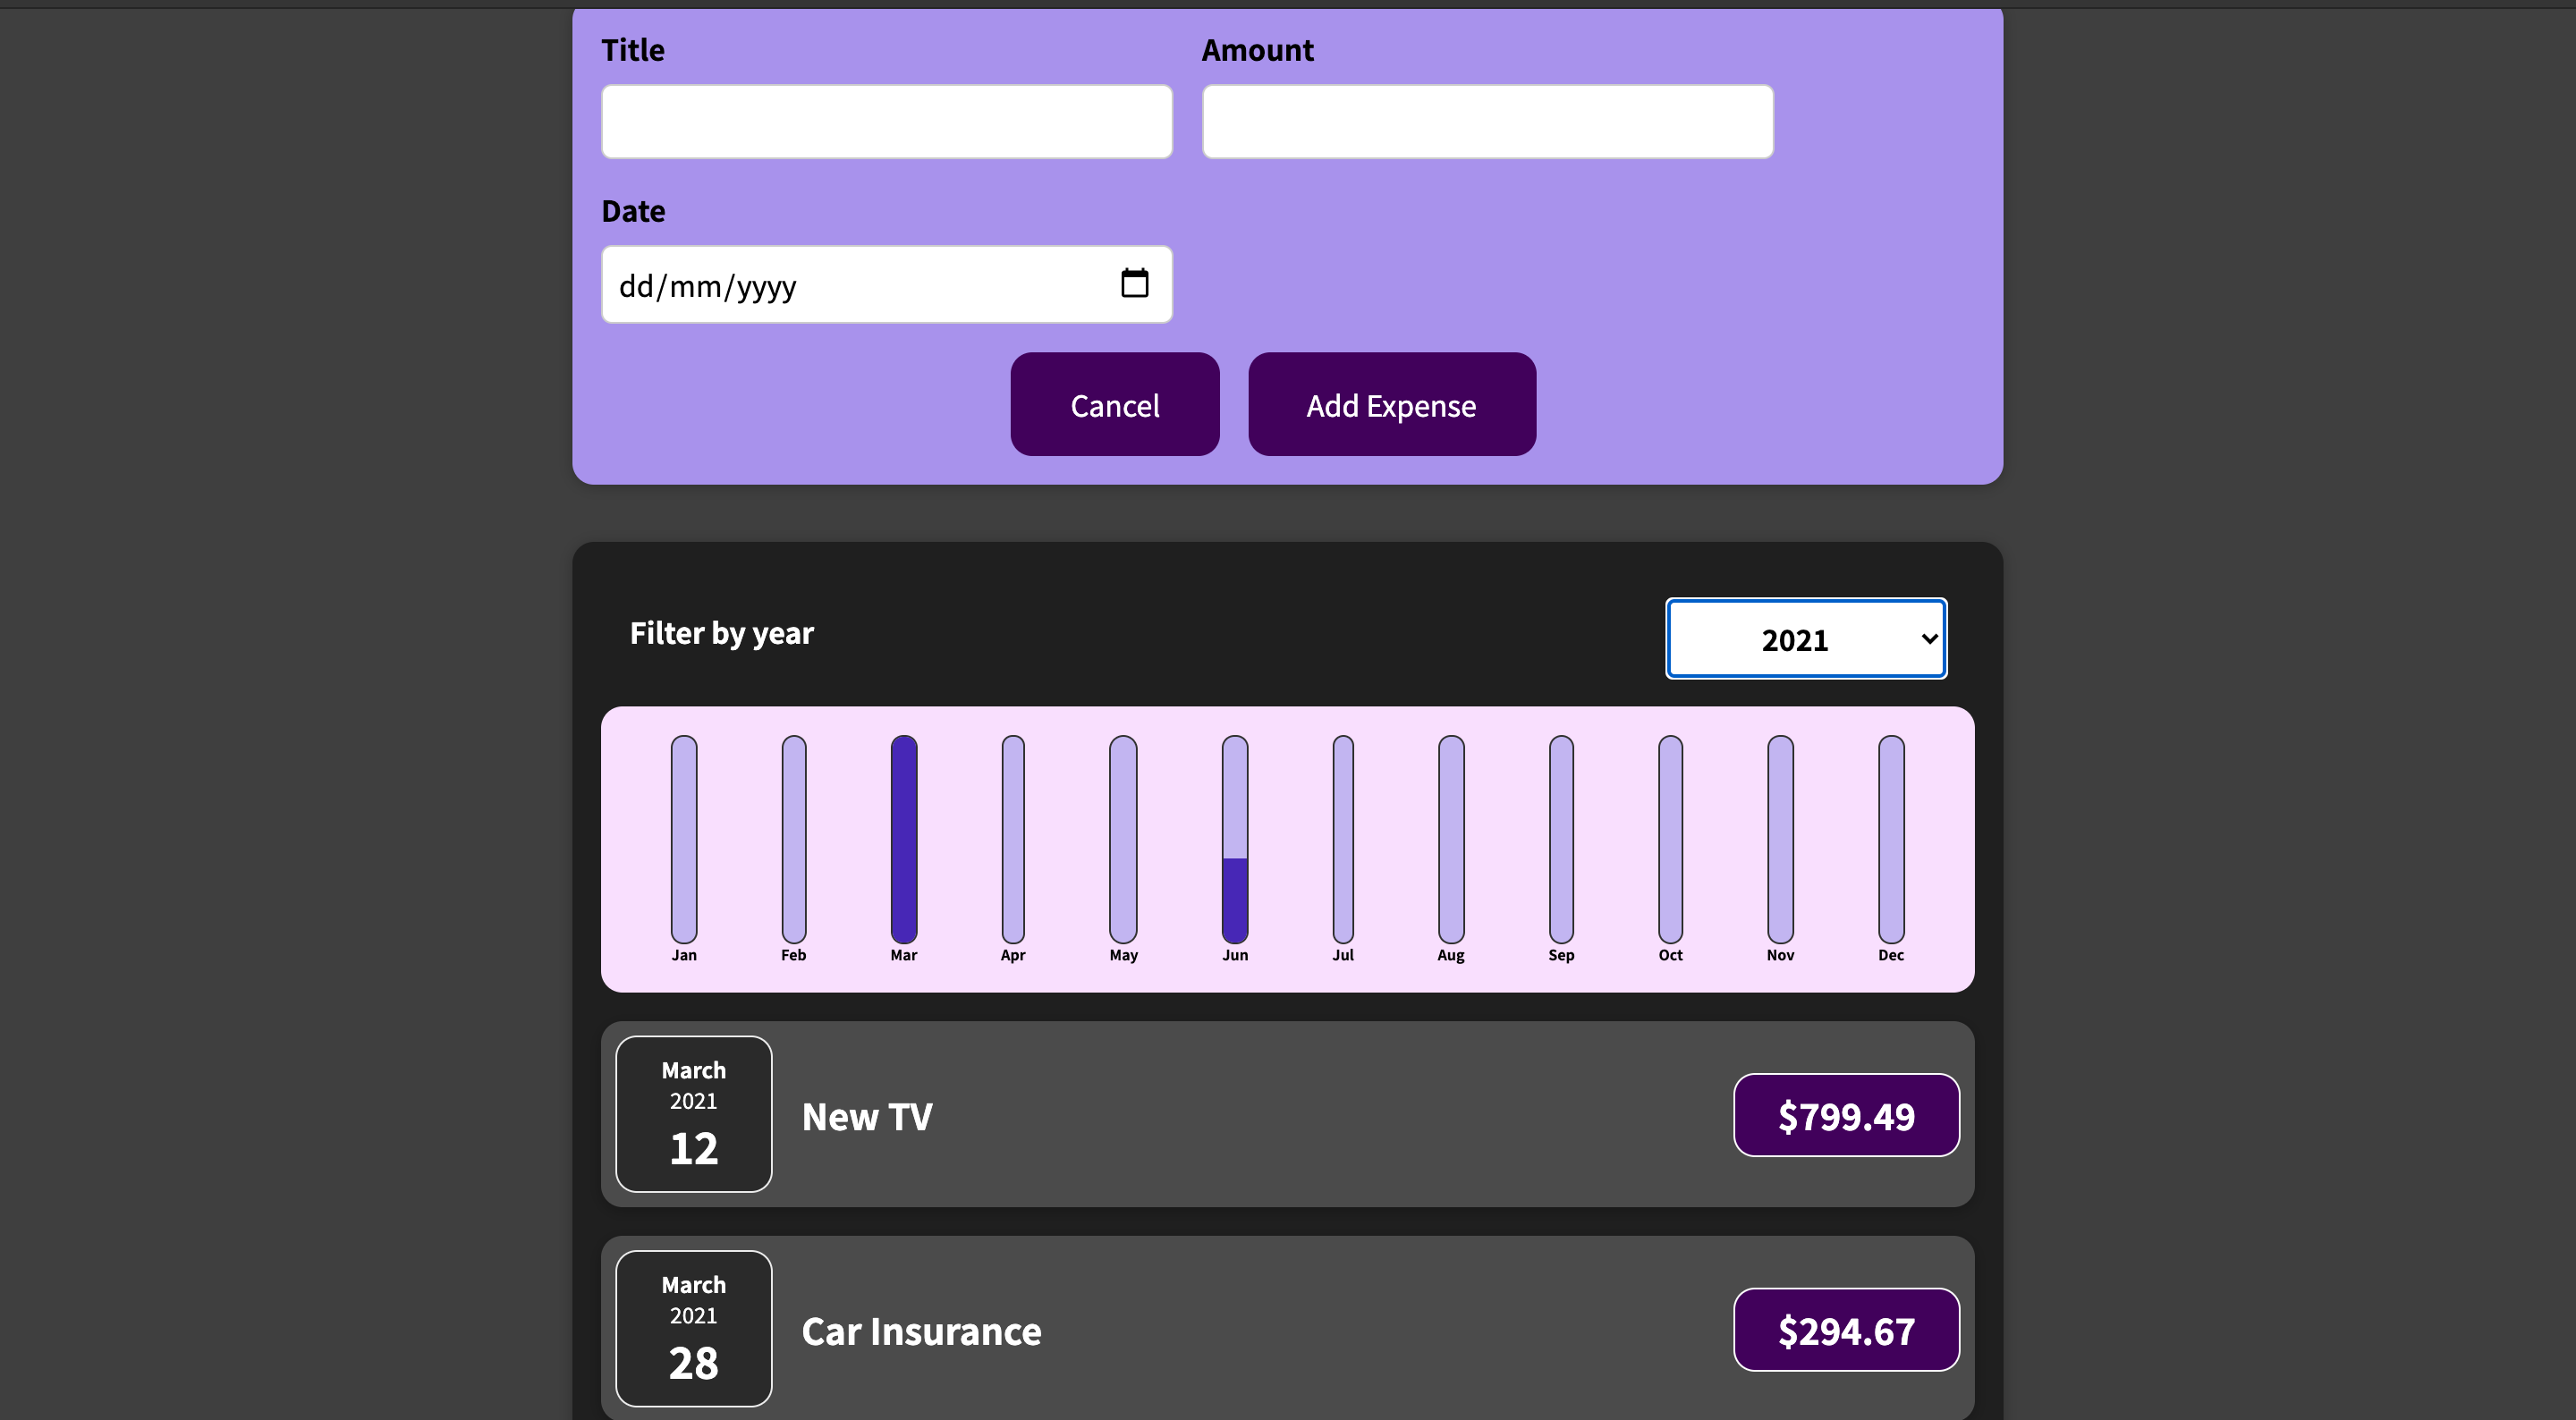 Title
Amount
Date
dd/mm/yyyy
Cancel
Add Expense
Filter by year
2021
Jan
Feb
Mar
Apr
May
Jun
Jul
Aug
Sep
Oct
Nov
Dec
March
2021
12
New TV
$799.49
March
2021
28
Car Insurance
$294.67